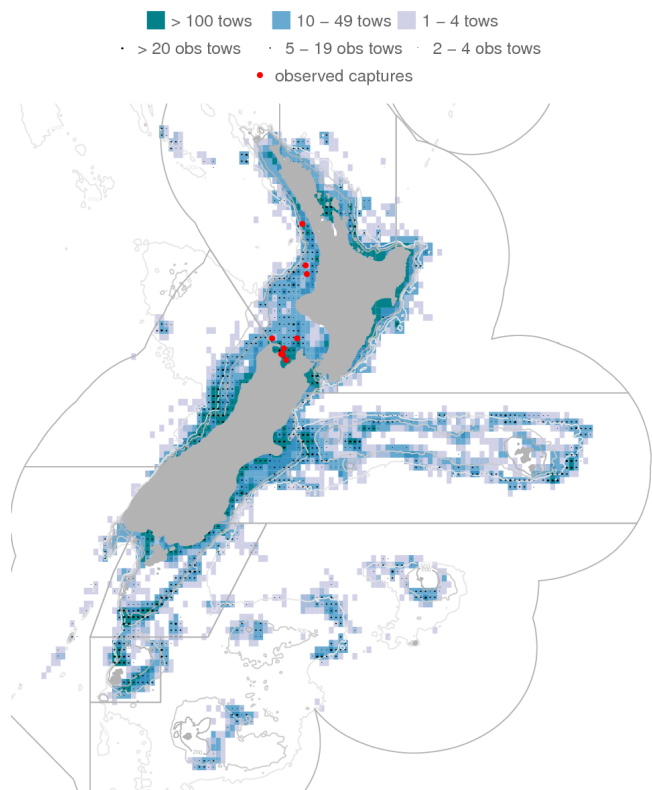 > 100 tows 10 − 49 tows 1 − 4 tows
> 20 obs tows 5 − 19 obs tows 2 − 4 obs tows
observed captures